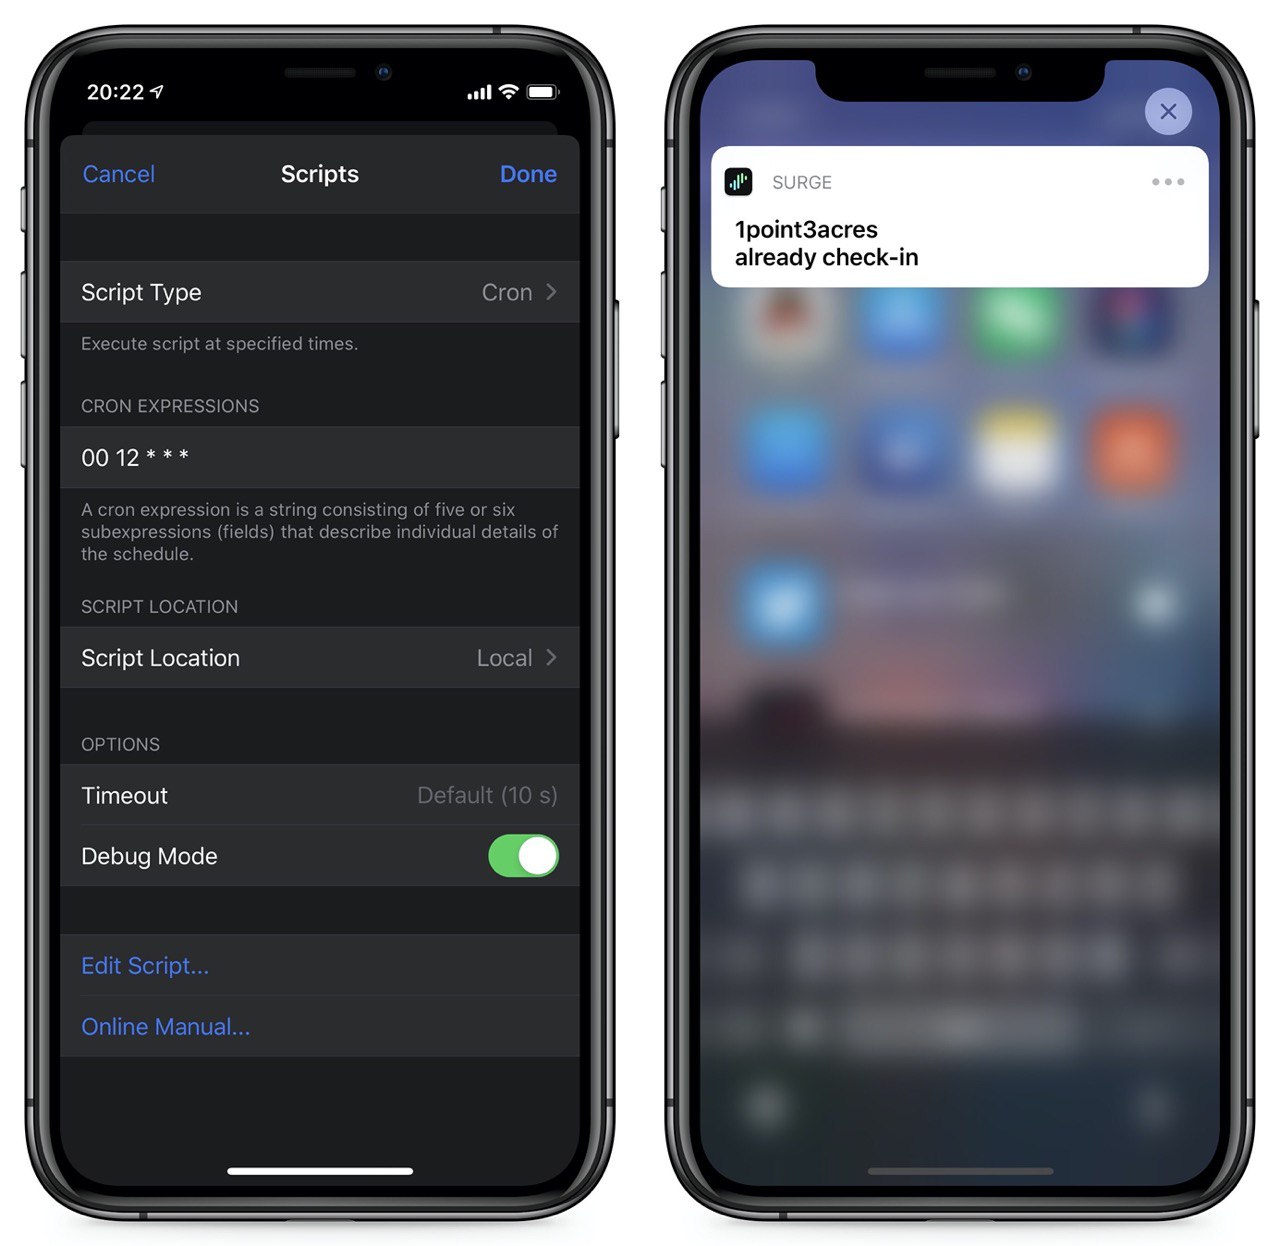 20:22
Cancel
Scripts
Done
Script Type
Cron
Execute script at specified times.
CRON EXPRESSIONS
00 12 * * *
A cron expression is a string consisting of five or six
subexpressions (fields) that describe individual details of
the schedule.
SCRIPT LOCATION
Script Location
Local
OPTIONS
Timeout
Default (10 s)
Debug Mode
Edit Script...
Online Manual...
SURGE
1point3acres
already check-in